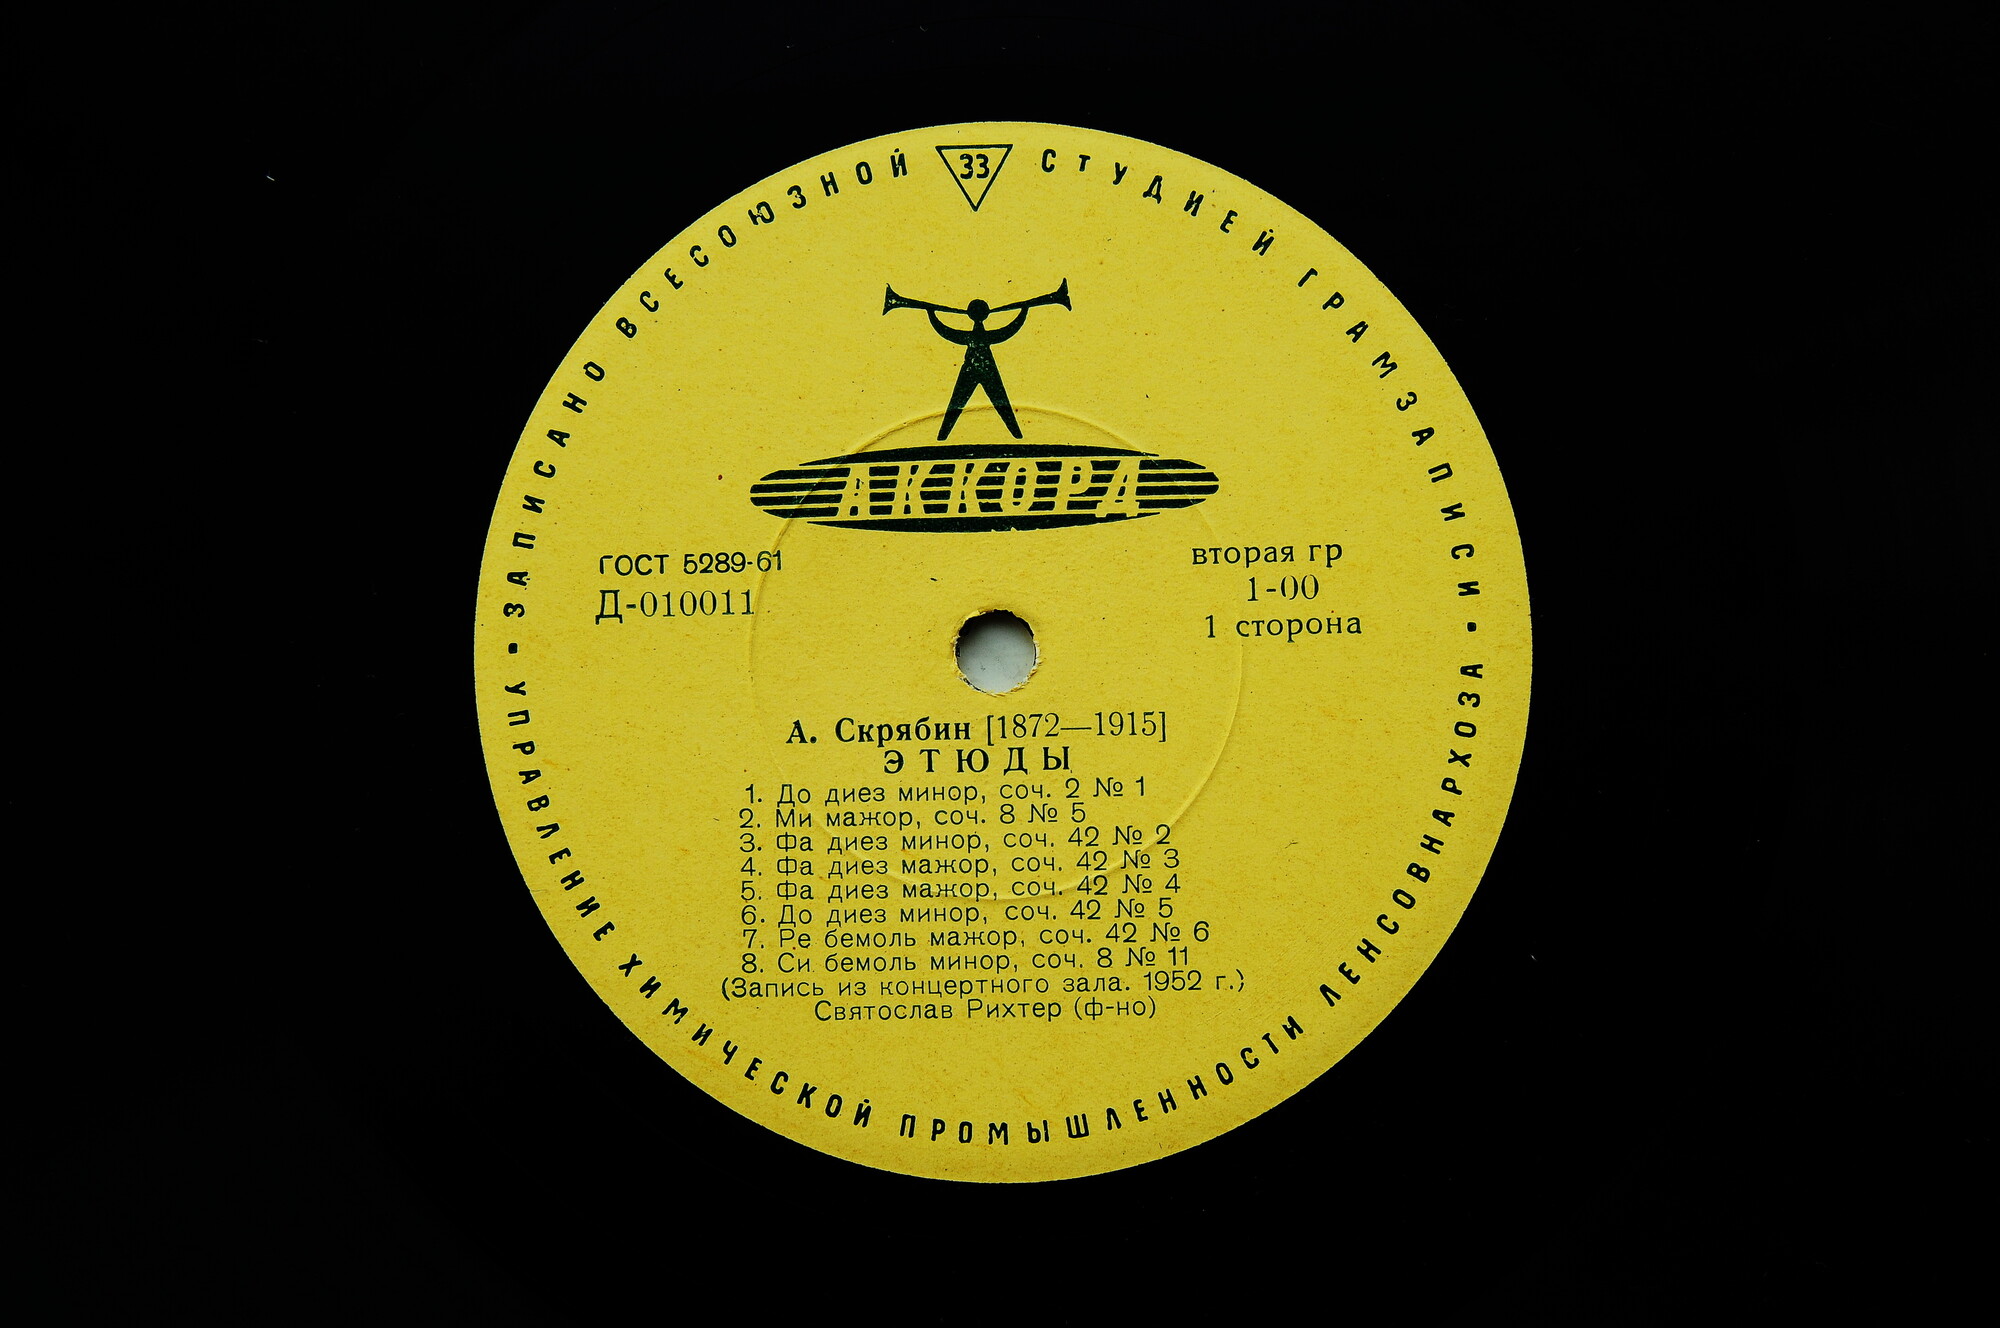 ЗАПИСАНО ВСЕСОЮЗНОЙ СТУДИЕЙ ГРАМЗАПИСИ
33
АККОРД
ГОСТ 5289-61
Д-010011
вторая гр
1-00
1 сторона
А. Скрябин [1872—1915]
ЭТЮДЫ
1. До диез минор, соч. 2 № 1
2. Ми мажор, соч. 8 № 5
3. Фа диез минор, соч. 42 № 2
4. Фа диез мажор, соч. 42 № 3
5. Фа диез мажор, соч. 42 № 4
6. До диез минор, соч. 42 № 5
7. Ре бемоль мажор, соч. 42 № 6
8. Си бемоль минор, соч. 8 № 11
(Запись из концертного зала. 1952 г.)
Святослав Рихтер (ф-но)
УПРАВЛЕНИЕ ХИМИЧЕСКОЙ ПРОМЫШЛЕННОСТИ ЛЕНСОВНАРХОЗА